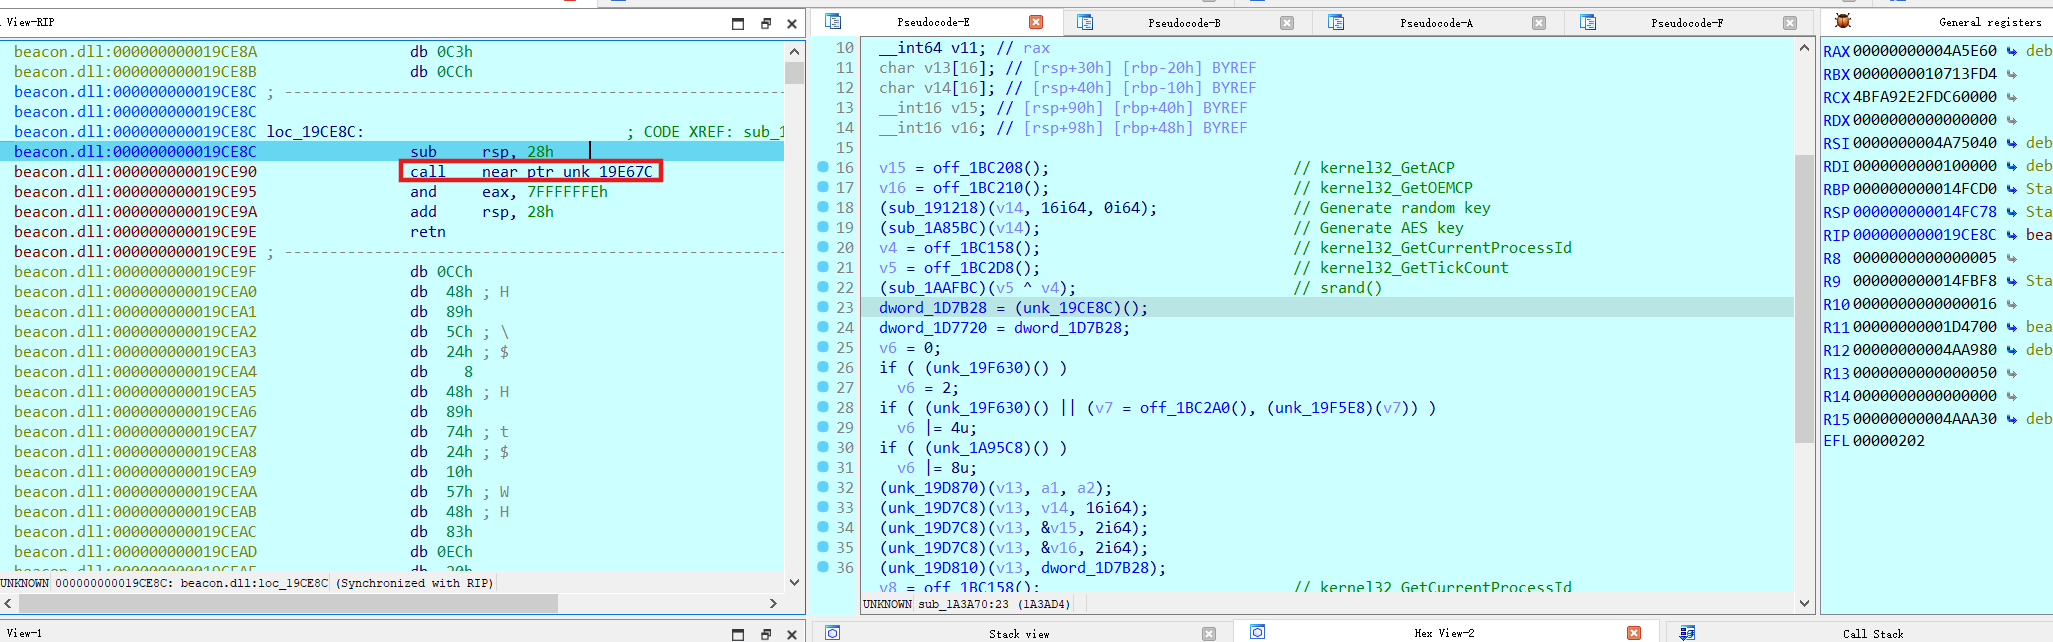 View-RIP
beacon.dll:000000000019CE8A db 0C3h
beacon.dll:000000000019CE8B db 0CCh
beacon.dll:000000000019CE8C ; ------------------------------------------------------------
beacon.dll:000000000019CE8C
beacon.dll:000000000019CE8C loc_19CE8C: ; CODE XREF: sub_1
beacon.dll:000000000019CE8C sub rsp, 28h
beacon.dll:000000000019CE90 call near ptr unk_19E67C
beacon.dll:000000000019CE95 and eax, 7FFFFFFEh
beacon.dll:000000000019CE9A add rsp, 28h
beacon.dll:000000000019CE9E retn
beacon.dll:000000000019CE9E ; ------------------------------------------------------------
beacon.dll:000000000019CE9F db 0CCh
beacon.dll:000000000019CEA0 db 48h ; H
beacon.dll:000000000019CEA1 db 89h
beacon.dll:000000000019CEA2 db 5Ch ; \
beacon.dll:000000000019CEA3 db 24h ; $
beacon.dll:000000000019CEA4 db 8
beacon.dll:000000000019CEA5 db 48h ; H
beacon.dll:000000000019CEA6 db 89h
beacon.dll:000000000019CEA7 db 74h ; t
beacon.dll:000000000019CEA8 db 24h ; $
beacon.dll:000000000019CEA9 db 10h
beacon.dll:000000000019CEAA db 57h ; W
beacon.dll:000000000019CEAB db 48h ; H
beacon.dll:000000000019CEAC db 83h
beacon.dll:000000000019CEAD db 0ECh
UNKNOWN 000000000019CE8C: beacon.dll:loc_19CE8C (Synchronized with RIP)
View-1
Pseudocode-E
Pseudocode-B
Pseudocode-A
Pseudocode-F
10 __int64 v11; // rax
11 char v13[16]; // [rsp+30h] [rbp-20h] BYREF
12 char v14[16]; // [rsp+40h] [rbp-10h] BYREF
13 __int16 v15; // [rsp+90h] [rbp+40h] BYREF
14 __int16 v16; // [rsp+98h] [rbp+48h] BYREF
15
16 v15 = off_1BC208(); // kernel32_GetACP
17 v16 = off_1BC210(); // kernel32_GetOEMCP
18 (sub_191218)(v14, 16i64, 0i64); // Generate random key
19 (sub_1A85BC)(v14); // Generate AES key
20 v4 = off_1BC158(); // kernel32_GetCurrentProcessId
21 v5 = off_1BC2D8(); // kernel32_GetTickCount
22 (sub_1AAFBC)(v5 ^ v4); // srand()
23 dword_1D7B28 = (unk_19CE8C)();
24 dword_1D7720 = dword_1D7B28;
25 v6 = 0;
26 if ( (unk_19F630)() )
27 v6 = 2;
28 if ( (unk_19F630)() || (v7 = off_1BC2A0(), (unk_19F5E8)(v7)) )
29 v6 |= 4u;
30 if ( (unk_1A95C8)() )
31 v6 |= 8u;
32 (unk_19D870)(v13, a1, a2);
33 (unk_19D7C8)(v13, v14, 16i64);
34 (unk_19D7C8)(v13, &v15, 2i64);
35 (unk_19D7C8)(v13, &v16, 2i64);
36 (unk_19D810)(v13, dword_1D7B28);
v8 = off_1BC158(); // kernel32_GetCurrentProcessId
UNKNOWN sub_1A3A70:23 (1A3AD4)
Stack view
Hex View-2
Call Stack
General registers
RAX 00000000004A5E60 deb
RBX 0000000010713FD4
RCX 4BFA92E2FDC60000
RDX 0000000000000000
RSI 0000000004A75040 deb
RDI 0000000000100000 deb
RBP 000000000014FCD0 Sta
RSP 000000000014FC78 Sta
RIP 000000000019CE8C bea
R8 0000000000000005
R9 000000000014FBF8 Sta
R10 0000000000000016
R11 00000000001D4700 bea
R12 00000000004AA980 deb
R13 0000000000000050
R14 0000000000000000
R15 00000000004AAA30 deb
EFL 00000202